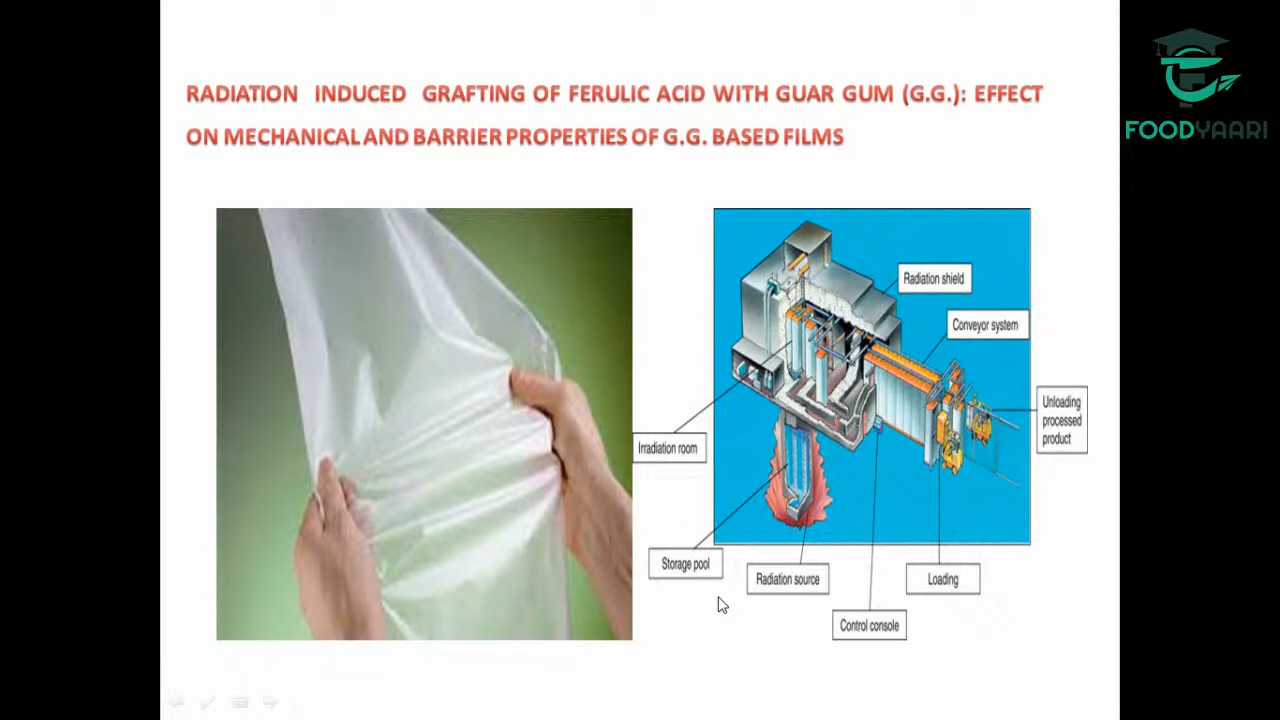 RADIATION INDUCED GRAFTING OF FERULIC ACID WITH GUAR GUM (G.G.): EFFECT
ON MECHANICAL AND BARRIER PROPERTIES OF G.G. BASED FILMS
FOODYAARI
Radiation shield
Conveyor system
Unloading
processed
product
Irradiation room
Storage pool
Radiation source
Loading
Control console